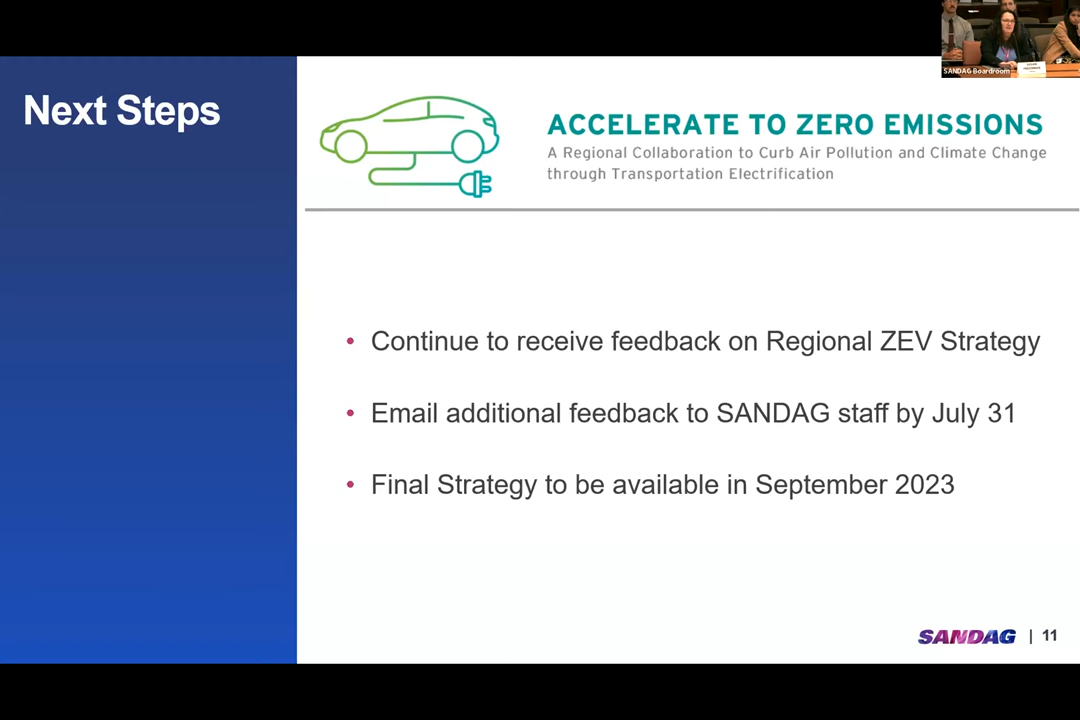 SANDAG Boardroom
Next Steps
ACCELERATE TO ZERO EMISSIONS
A Regional Collaboration to Curb Air Pollution and Climate Change
through Transportation Electrification
• Continue to receive feedback on Regional ZEV Strategy
• Email additional feedback to SANDAG staff by July 31
• Final Strategy to be available in September 2023
SANDAG | 11